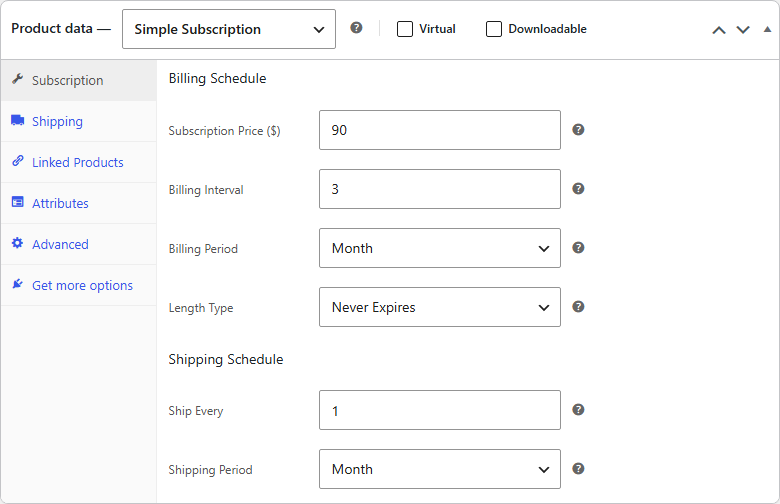 Product data — Simple Subscription Virtual Downloadable
Subscription
Shipping
Linked Products
Attributes
Advanced
Get more options
Billing Schedule
Subscription Price ($) 90
Billing Interval 3
Billing Period Month
Length Type Never Expires
Shipping Schedule
Ship Every 1
Shipping Period Month